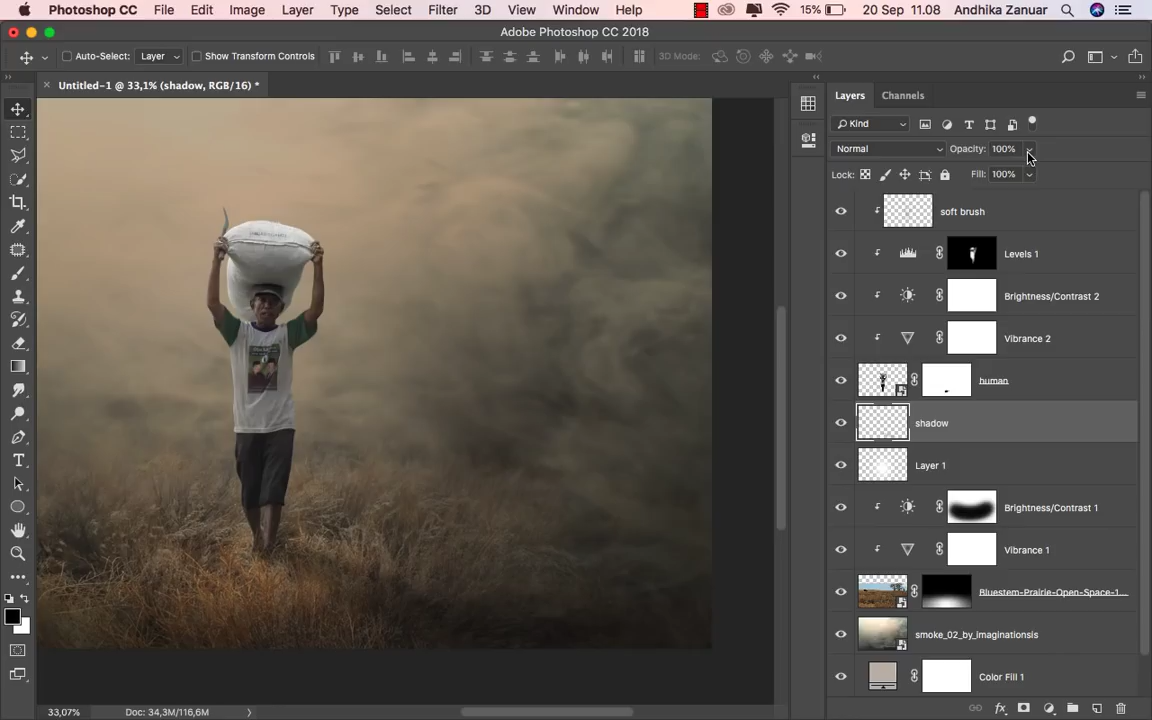 Photoshop CC File Edit Image Layer Type Select Filter 3D View Window Help 15% 20 Sep 11.08 Andhika Zanuar
Adobe Photoshop CC 2018
Auto-Select: Layer Show Transform Controls 3D Mode:
Untitled-1 @ 33,1% (shadow, RGB/16) *
Layers Channels
Kind
Normal Opacity: 100%
Lock: Fill: 100%
soft brush
Levels 1
Brightness/Contrast 2
Vibrance 2
human
shadow
Layer 1
Brightness/Contrast 1
Vibrance 1
Bluestem-Prairie-Open-Space-1...
smoke_02_by_imaginationsis
Color Fill 1
33,07% Doc: 34,3M/116,6M